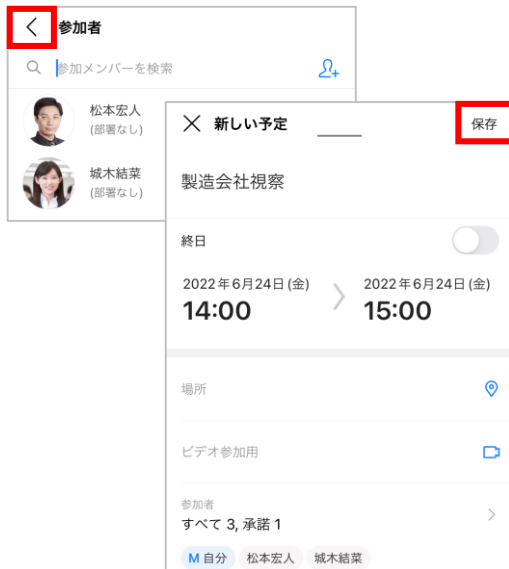 参加者
参加メンバーを検索
松本宏人
(部署なし)
城木結菜
(部署なし)
新しい予定
保存
製造会社視察
終日
2022年6月24日(金)
14:00
2022年6月24日(金)
15:00
場所
ビデオ参加用
参加者
すべて 3, 承諾 1
M 自分 松本宏人 城木結菜